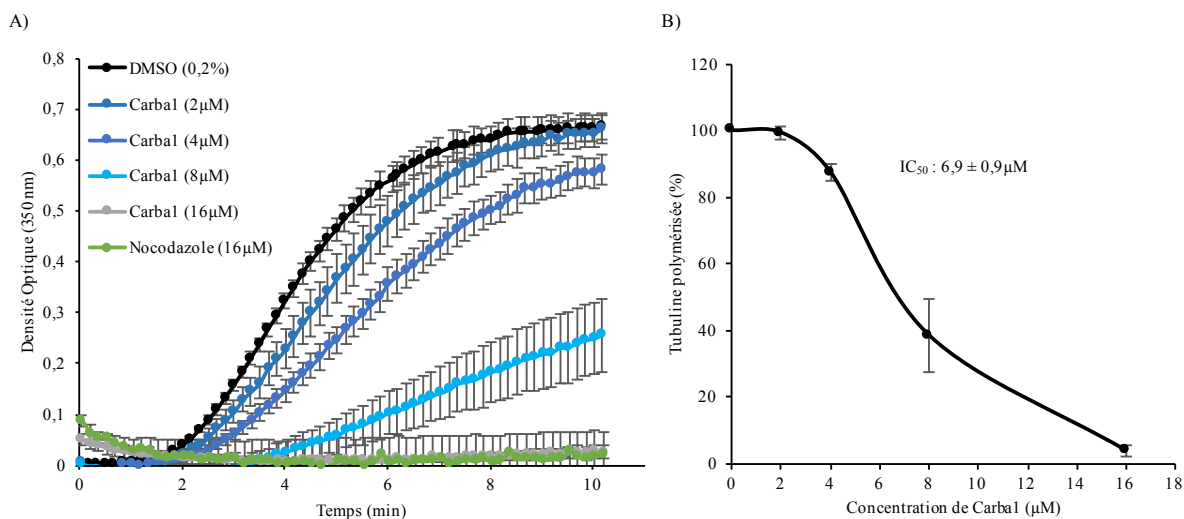 A)
Densité Optique (350 nm)
0,8
0,7
0,6
0,5
0,4
0,3
0,2
0,1
0
DMSO (0,2%)
Carba1 (2µM)
Carba1 (4µM)
Carba1 (8µM)
Carba1 (16µM)
Nocodazole (16µM)
0 2 4 6 8 10
Temps (min)
B)
Tubuline polymérisée (%)
120
100
80
60
40
20
0
IC50 : 6,9 ± 0,9µM
0 2 4 6 8 10 12 14 16 18
Concentration de Carba1 (µM)